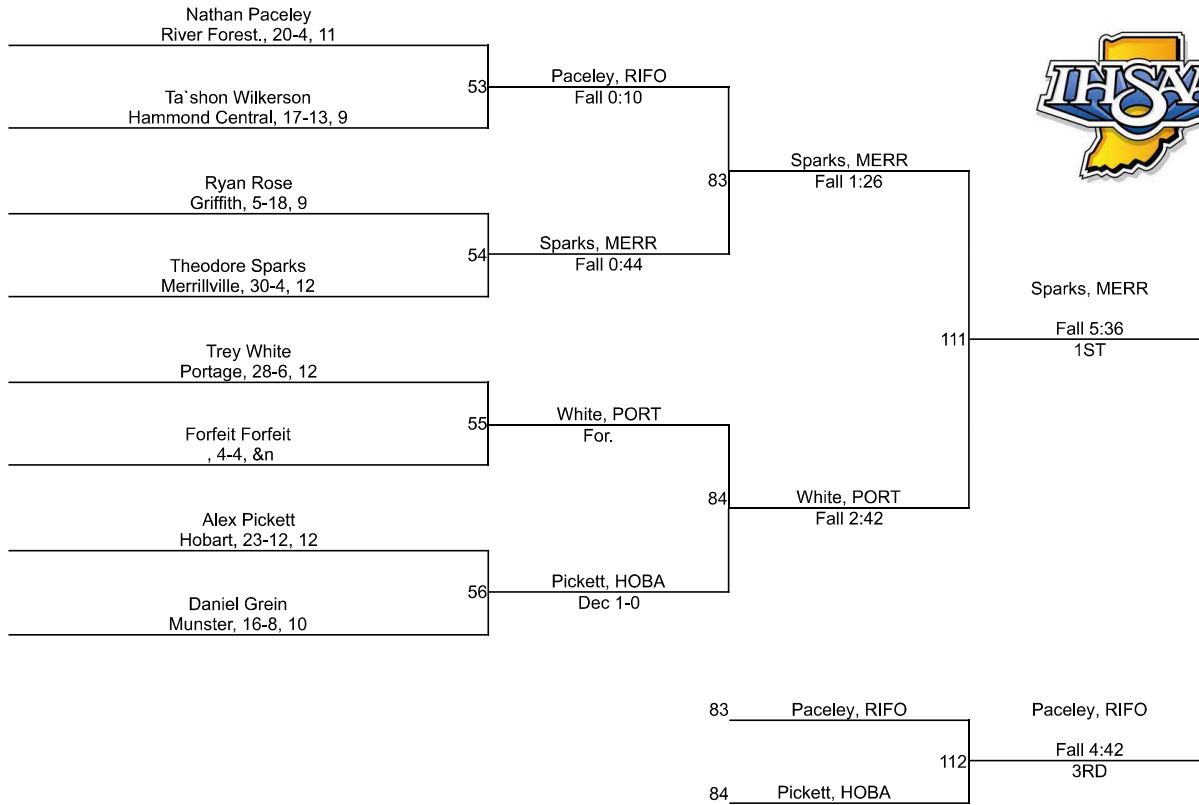 Nathan Paceley
River Forest., 20-4, 11
53
Ta`shon Wilkerson
Hammond Central, 17-13, 9
Paceley, RIFO
Fall 0:10
Ryan Rose
Griffith, 5-18, 9
54
Theodore Sparks
Merrillville, 30-4, 12
Sparks, MERR
Fall 0:44
83
Sparks, MERR
Fall 1:26
Trey White
Portage, 28-6, 12
55
Forfeit Forfeit
, 4-4, &n
White, PORT
For.
Alex Pickett
Hobart, 23-12, 12
56
Daniel Grein
Munster, 16-8, 10
Pickett, HOBA
Dec 1-0
84
White, PORT
Fall 2:42
111
Sparks, MERR
Fall 5:36
1ST
83
Paceley, RIFO
84
Pickett, HOBA
112
Paceley, RIFO
Fall 4:42
3RD
IHSAA